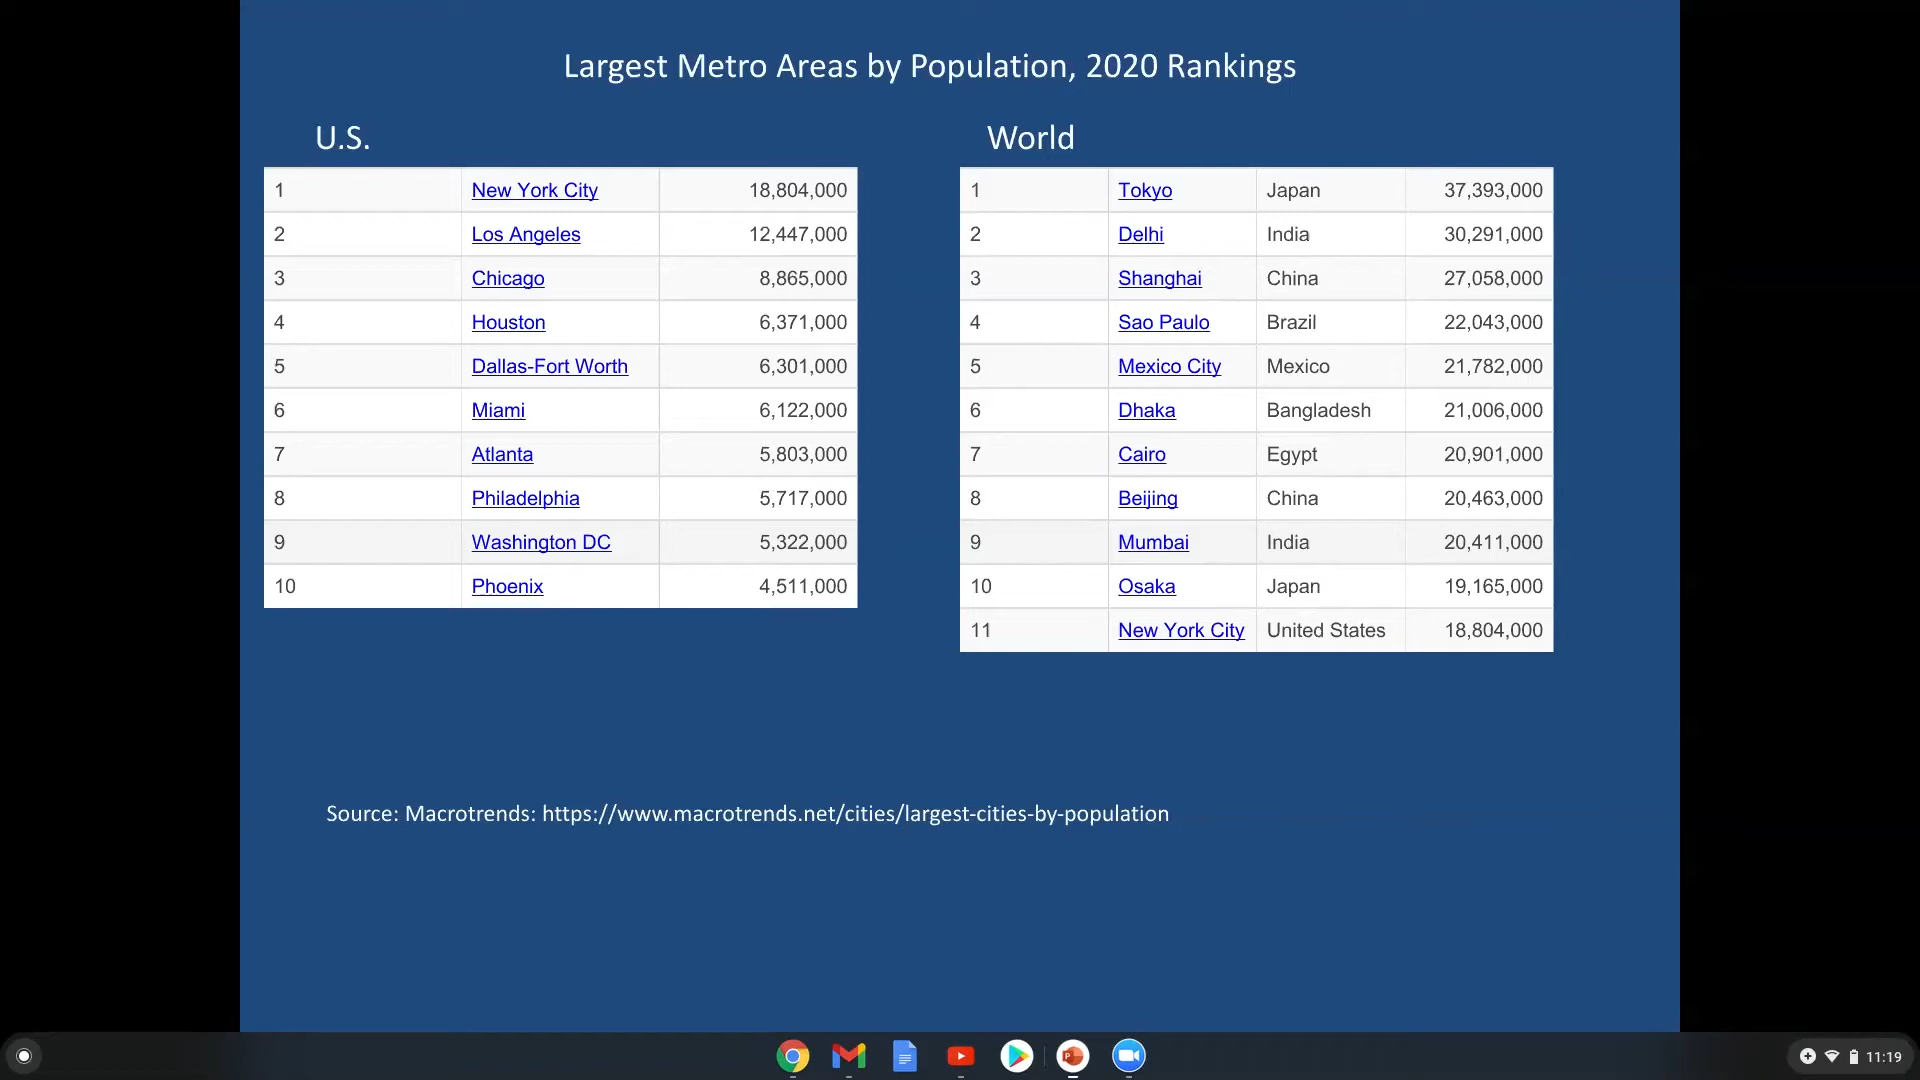 Largest Metro Areas by Population, 2020 Rankings
U.S.
1 New York City 18,804,000
2 Los Angeles 12,447,000
3 Chicago 8,865,000
4 Houston 6,371,000
5 Dallas-Fort Worth 6,301,000
6 Miami 6,122,000
7 Atlanta 5,803,000
8 Philadelphia 5,717,000
9 Washington DC 5,322,000
10 Phoenix 4,511,000
World
1 Tokyo Japan 37,393,000
2 Delhi India 30,291,000
3 Shanghai China 27,058,000
4 Sao Paulo Brazil 22,043,000
5 Mexico City Mexico 21,782,000
6 Dhaka Bangladesh 21,006,000
7 Cairo Egypt 20,901,000
8 Beijing China 20,463,000
9 Mumbai India 20,411,000
10 Osaka Japan 19,165,000
11 New York City United States 18,804,000
Source: Macrotrends: https://www.macrotrends.net/cities/largest-cities-by-population
11:19